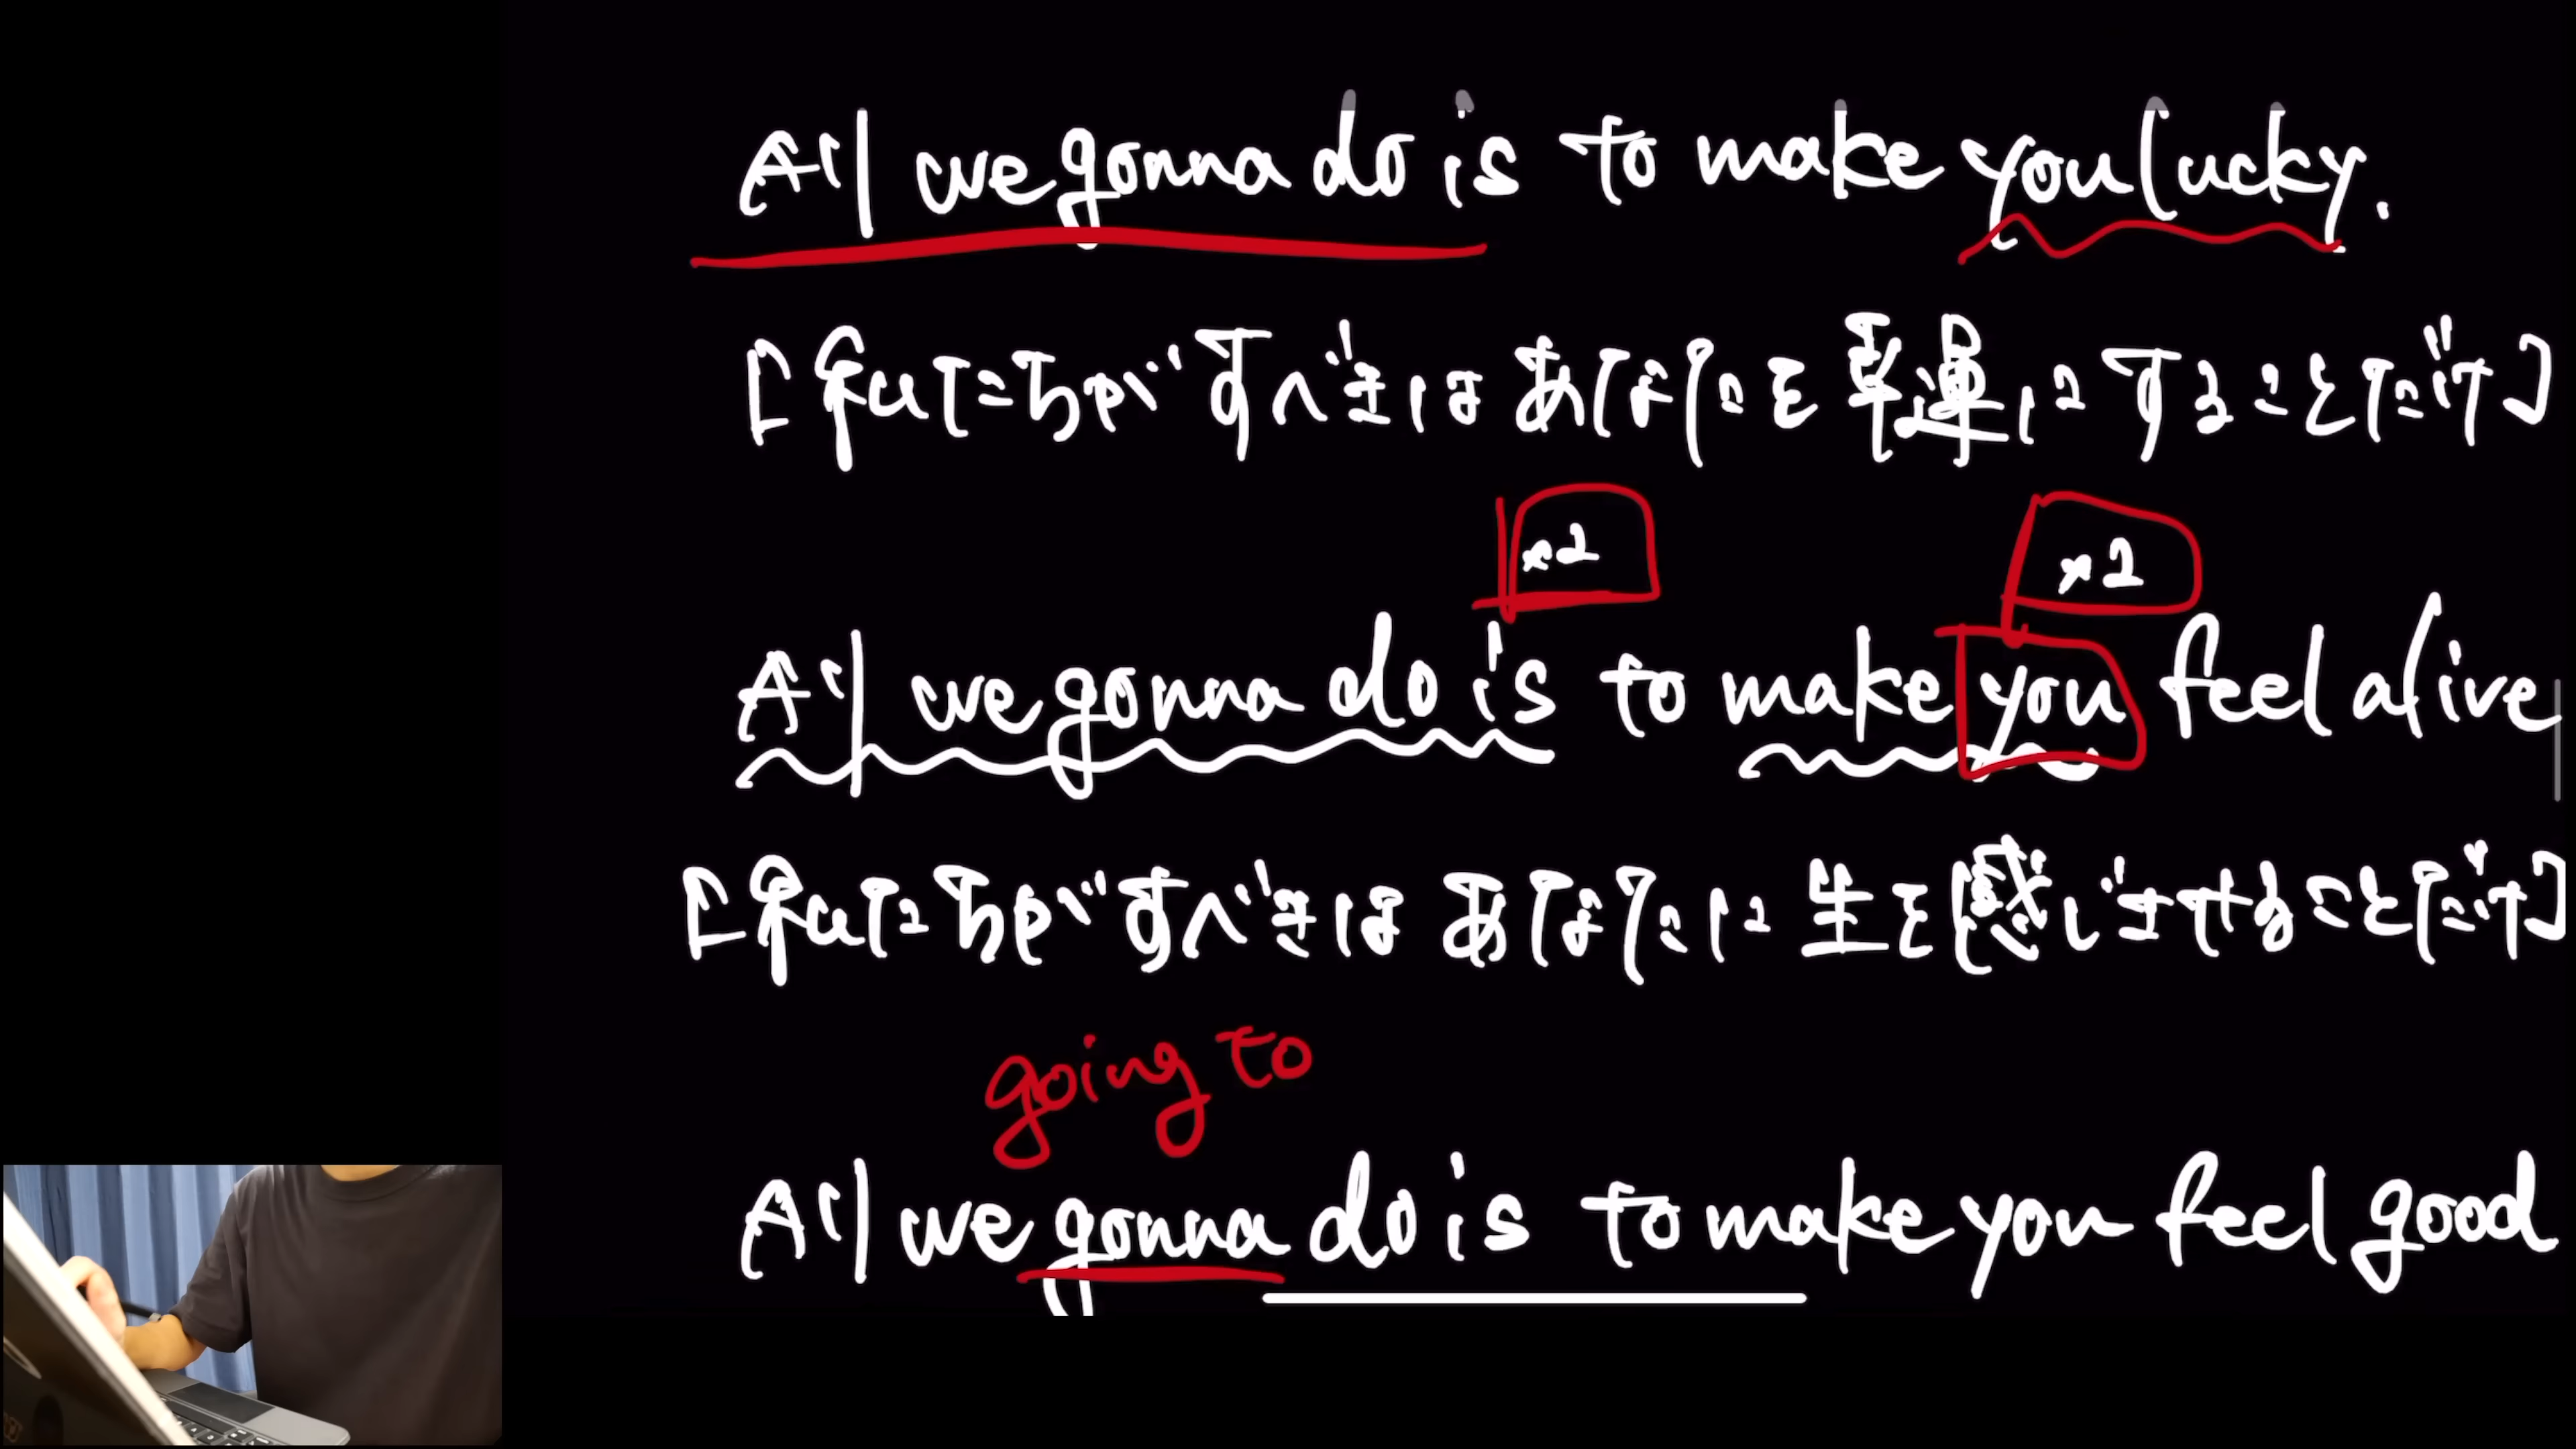 All we gonna do is to make you lucky.
[私たちがすべきはあなたを幸運にすることだけ]
×2 ×2
All we gonna do is to make you feel alive
[私たちがすべきはあなたに生を感じさせることだけ]
going to
All we gonna do is to make you feel good